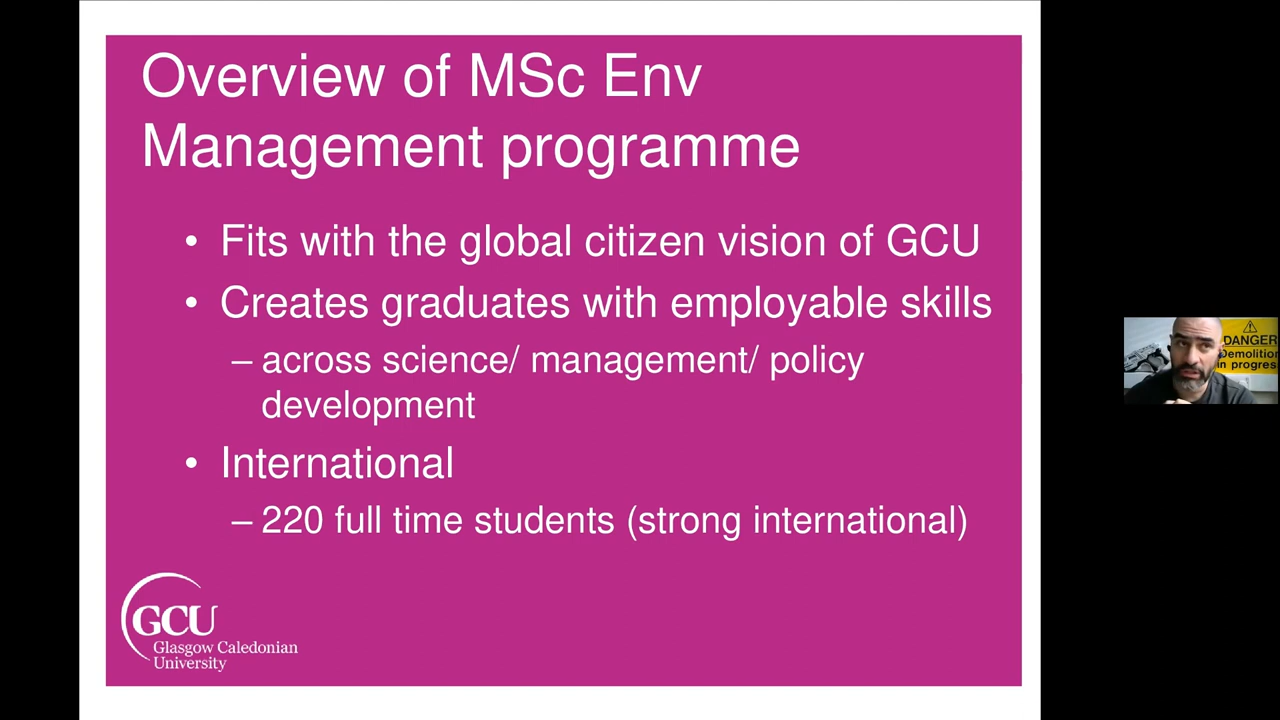 Overview of MSc Env
Management programme
• Fits with the global citizen vision of GCU
• Creates graduates with employable skills
– across science/ management/ policy
development
• International
– 220 full time students (strong international)
GCU
Glasgow Caledonian
University
DANGER
Demolition
in progress